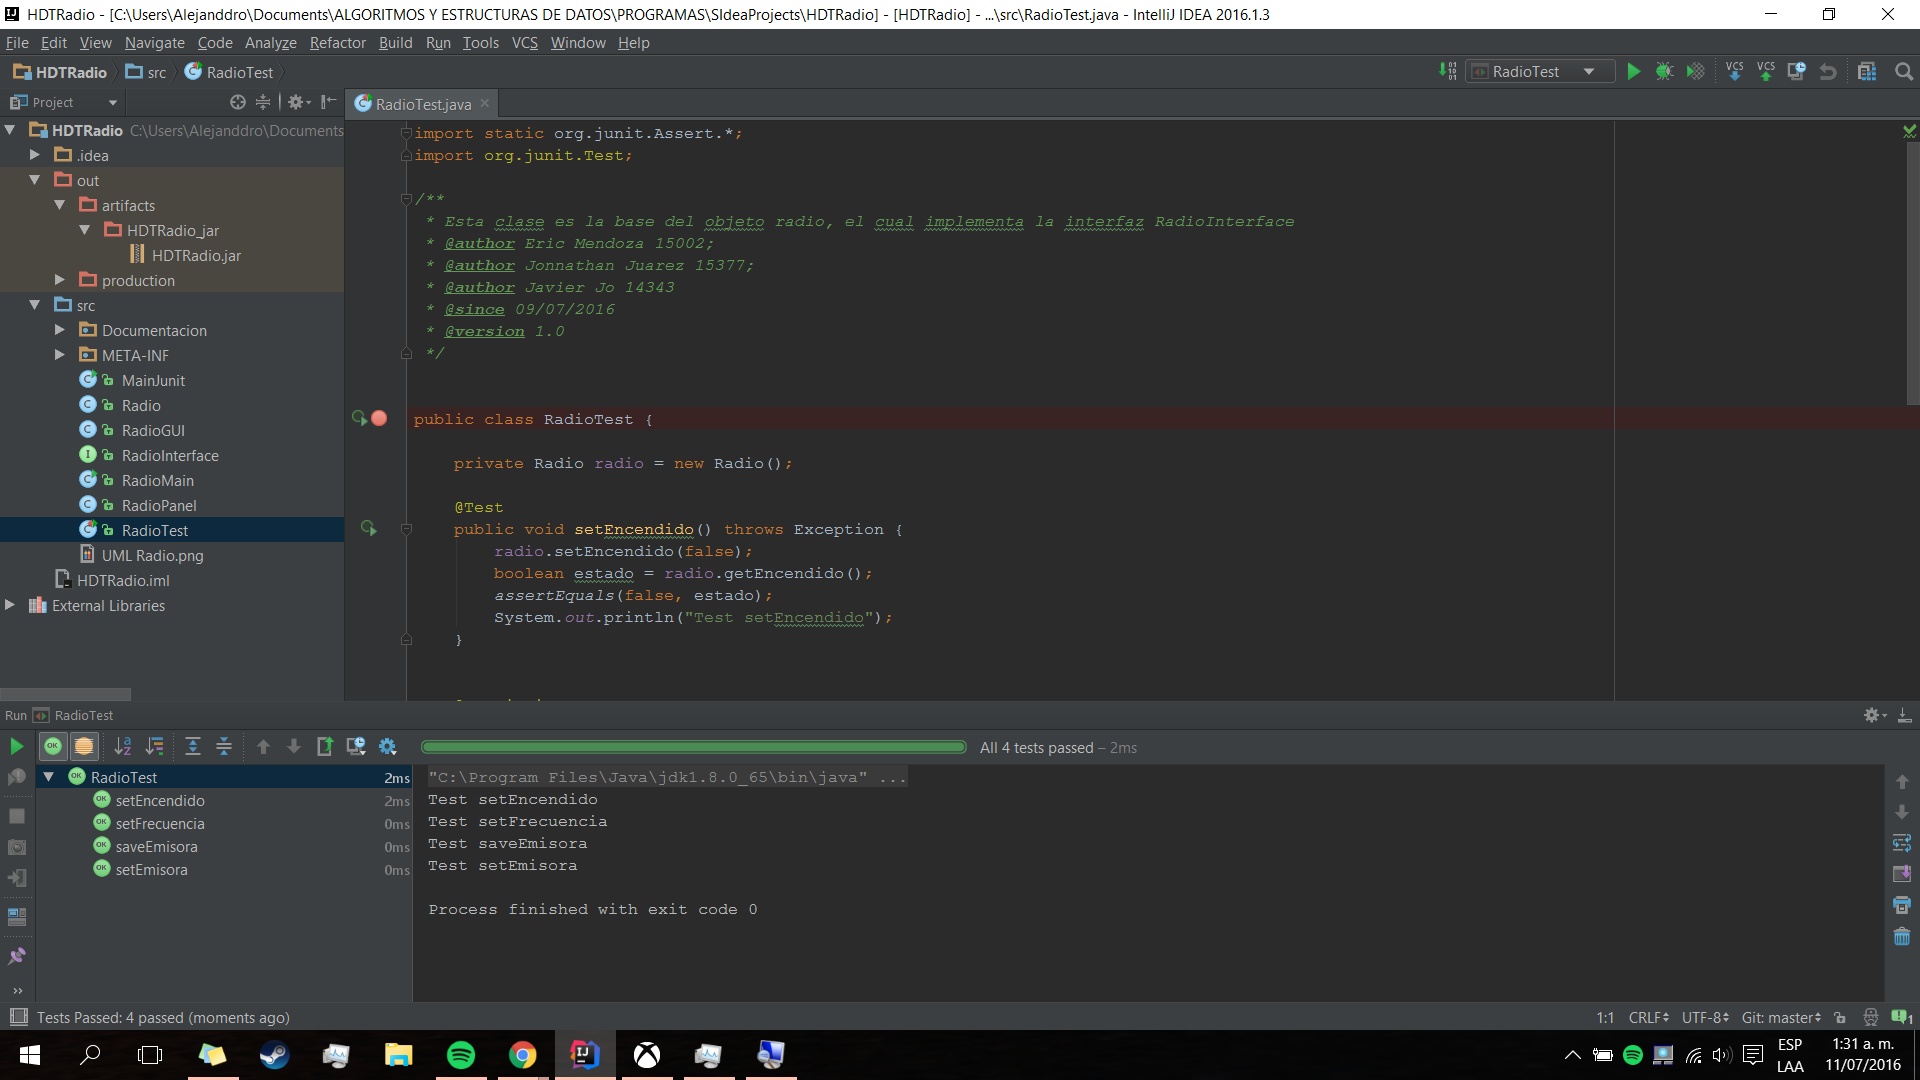 HDTRadio - [C:\Users\Alejanddro\Documents\ALGORITMOS Y ESTRUCTURAS DE DATOS\PROGRAMAS\SIdeaProjects\HDTRadio] - [HDTRadio] - ...\src\RadioTest.java - IntelliJ IDEA 2016.1.3
File Edit View Navigate Code Analyze Refactor Build Run Tools VCS Window Help
HDTRadio src RadioTest
RadioTest
VCS VCS
Project
RadioTest.java
HDTRadio C:\Users\Alejanddro\Documents
.idea
out
artifacts
HDTRadio_jar
HDTRadio.jar
production
src
Documentacion
META-INF
MainJunit
Radio
RadioGUI
RadioInterface
RadioMain
RadioPanel
RadioTest
UML Radio.png
HDTRadio.iml
External Libraries
import static org.junit.Assert.*;
import org.junit.Test;
/**
* Esta clase es la base del objeto radio, el cual implementa la interfaz RadioInterface
* @author Eric Mendoza 15002;
* @author Jonnathan Juarez 15377;
* @author Javier Jo 14343
* @since 09/07/2016
* @version 1.0
*/
public class RadioTest {
private Radio radio = new Radio();
@Test
public void setEncendido() throws Exception {
radio.setEncendido(false);
boolean estado = radio.getEncendido();
assertEquals(false, estado);
System.out.println("Test setEncendido");
}
Run RadioTest
All 4 tests passed – 2ms
RadioTest 2ms
setEncendido 2ms
setFrecuencia 0ms
saveEmisora 0ms
setEmisora 0ms
"C:\Program Files\Java\jdk1.8.0_65\bin\java" ...
Test setEncendido
Test setFrecuencia
Test saveEmisora
Test setEmisora
Process finished with exit code 0
Tests Passed: 4 passed (moments ago)
1:1 CRLF UTF-8 Git: master 1
ESP
LAA
1:31 a. m.
11/07/2016